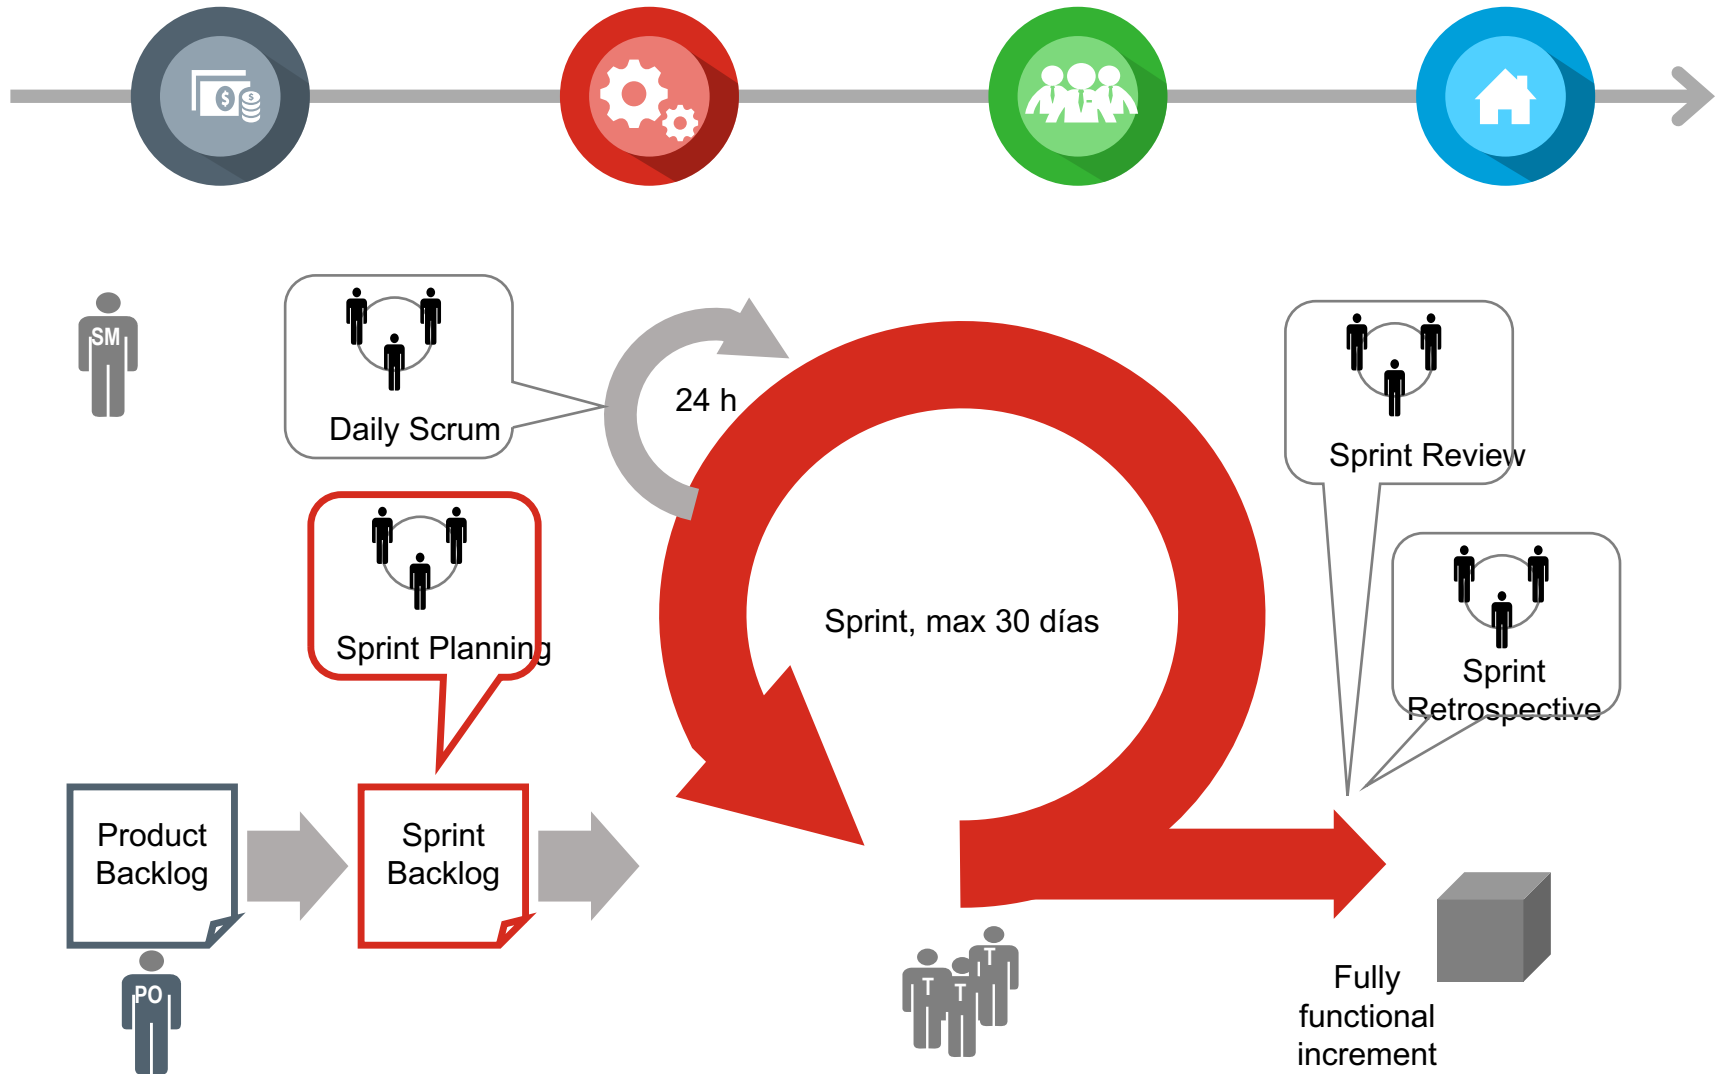 $
$
SM
Daily Scrum
24 h
Sprint Review
Sprint Planning
Sprint, max 30 días
Sprint
Retrospective
Product
Backlog
Sprint
Backlog
PO
T
T
T
Fully
functional
increment